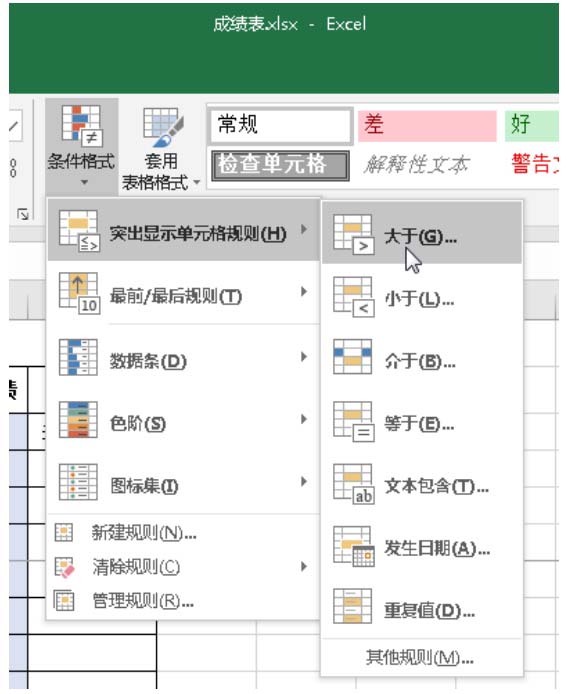 成绩表.xlsx - Excel
常规
差
好
条件格式
套用
表格格式
检查单元格
解释性文本
警告
突出显示单元格规则(H)
最前/最后规则(T)
数据条(D)
色阶(S)
图标集(I)
新建规则(N)...
清除规则(C)
管理规则(R)...
大于(G)...
小于(L)...
介于(B)...
等于(E)...
文本包含(T)...
发生日期(A)...
重复值(D)...
其他规则(M)...